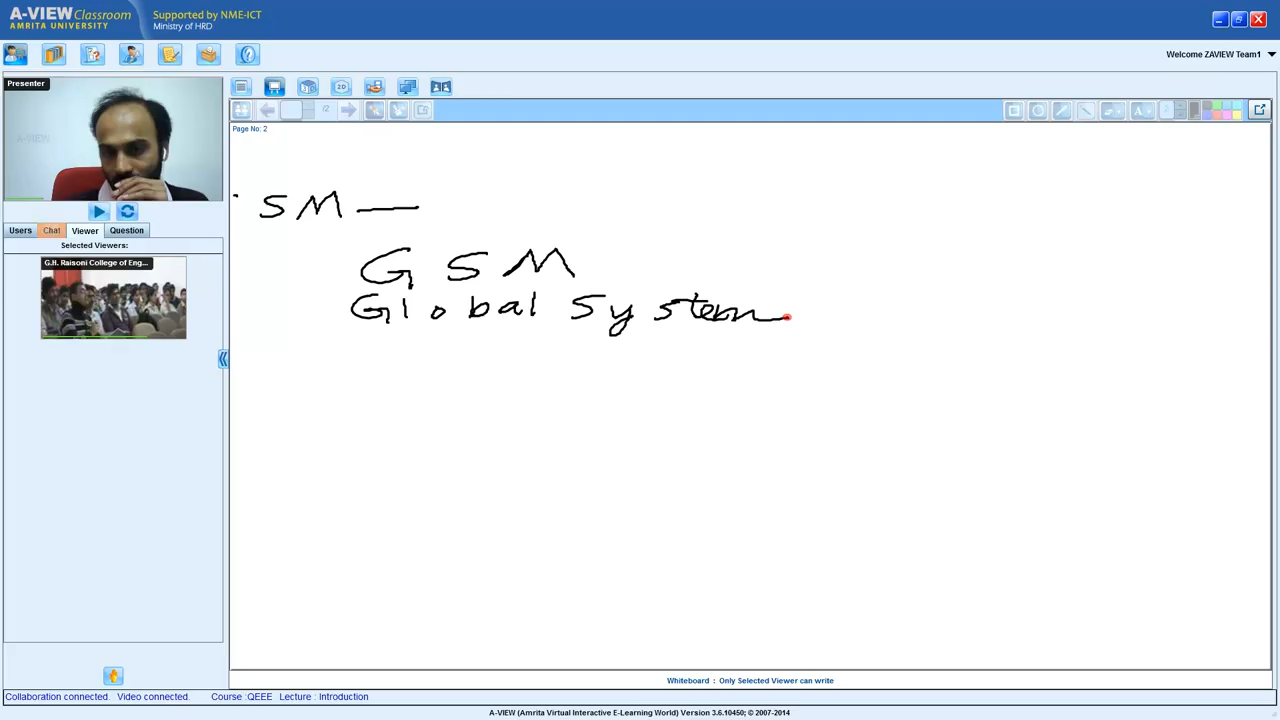 A-VIEW Classroom
AMRITA UNIVERSITY
Supported by NME-ICT
Ministry of HRD
Welcome ZAVIEW Team1
Presenter
A-VIEW
Page No: 2
SM —
GSM
Global System
Users Chat Viewer Question
Selected Viewers:
G.H. Raisoni College of Eng...
Whiteboard : Only Selected Viewer can write
Collaboration connected. Video connected. Course :QEEE Lecture : Introduction
A-VIEW (Amrita Virtual Interactive E-Learning World) Version 3.6.10450; © 2007-2014